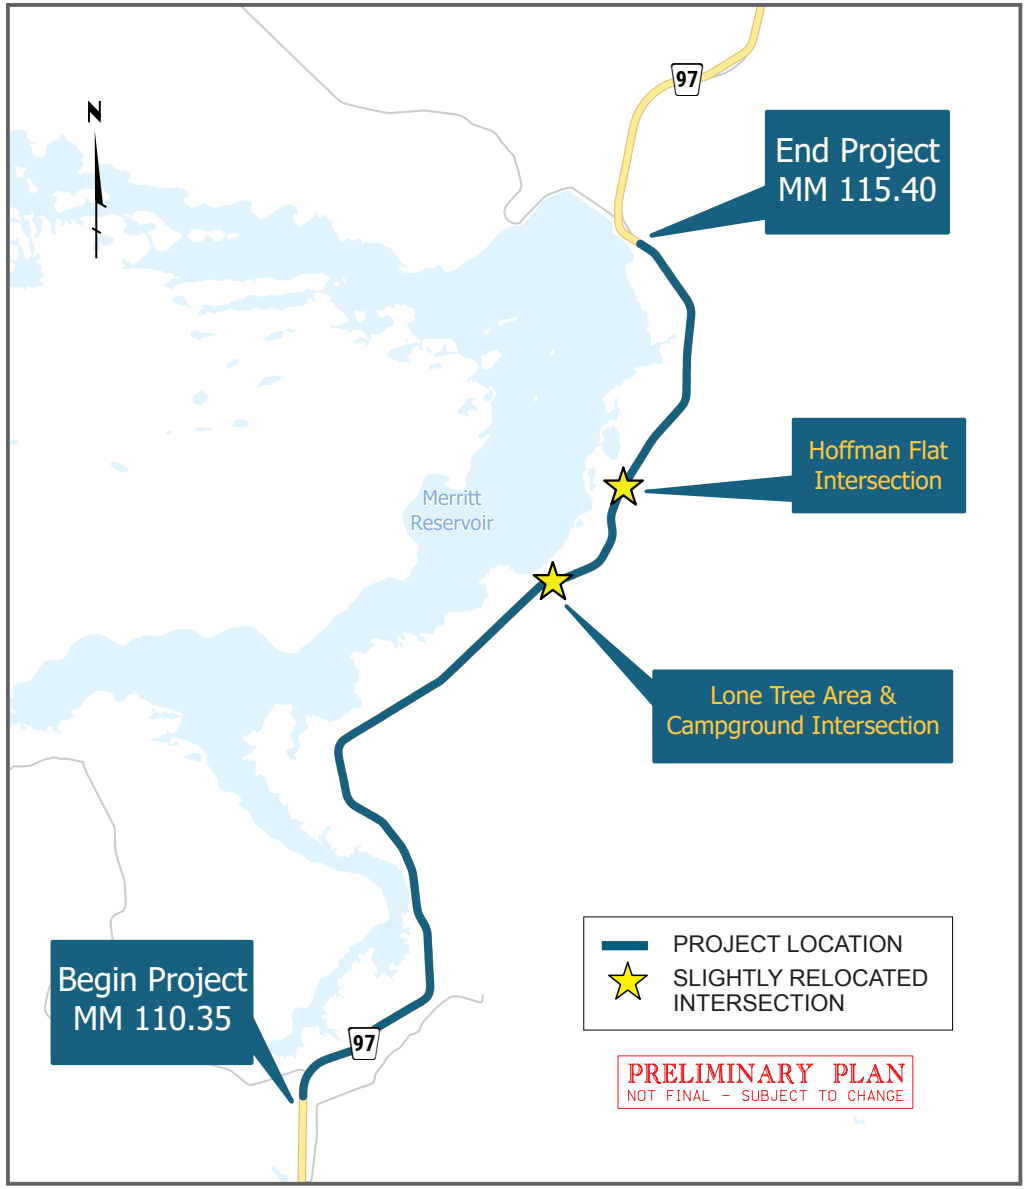 97
N
End Project
MM 115.40
Hoffman Flat
Intersection
Merritt
Reservoir
Lone Tree Area &
Campground Intersection
Begin Project
MM 110.35
97
PROJECT LOCATION
SLIGHTLY RELOCATED
INTERSECTION
PRELIMINARY PLAN
NOT FINAL - SUBJECT TO CHANGE